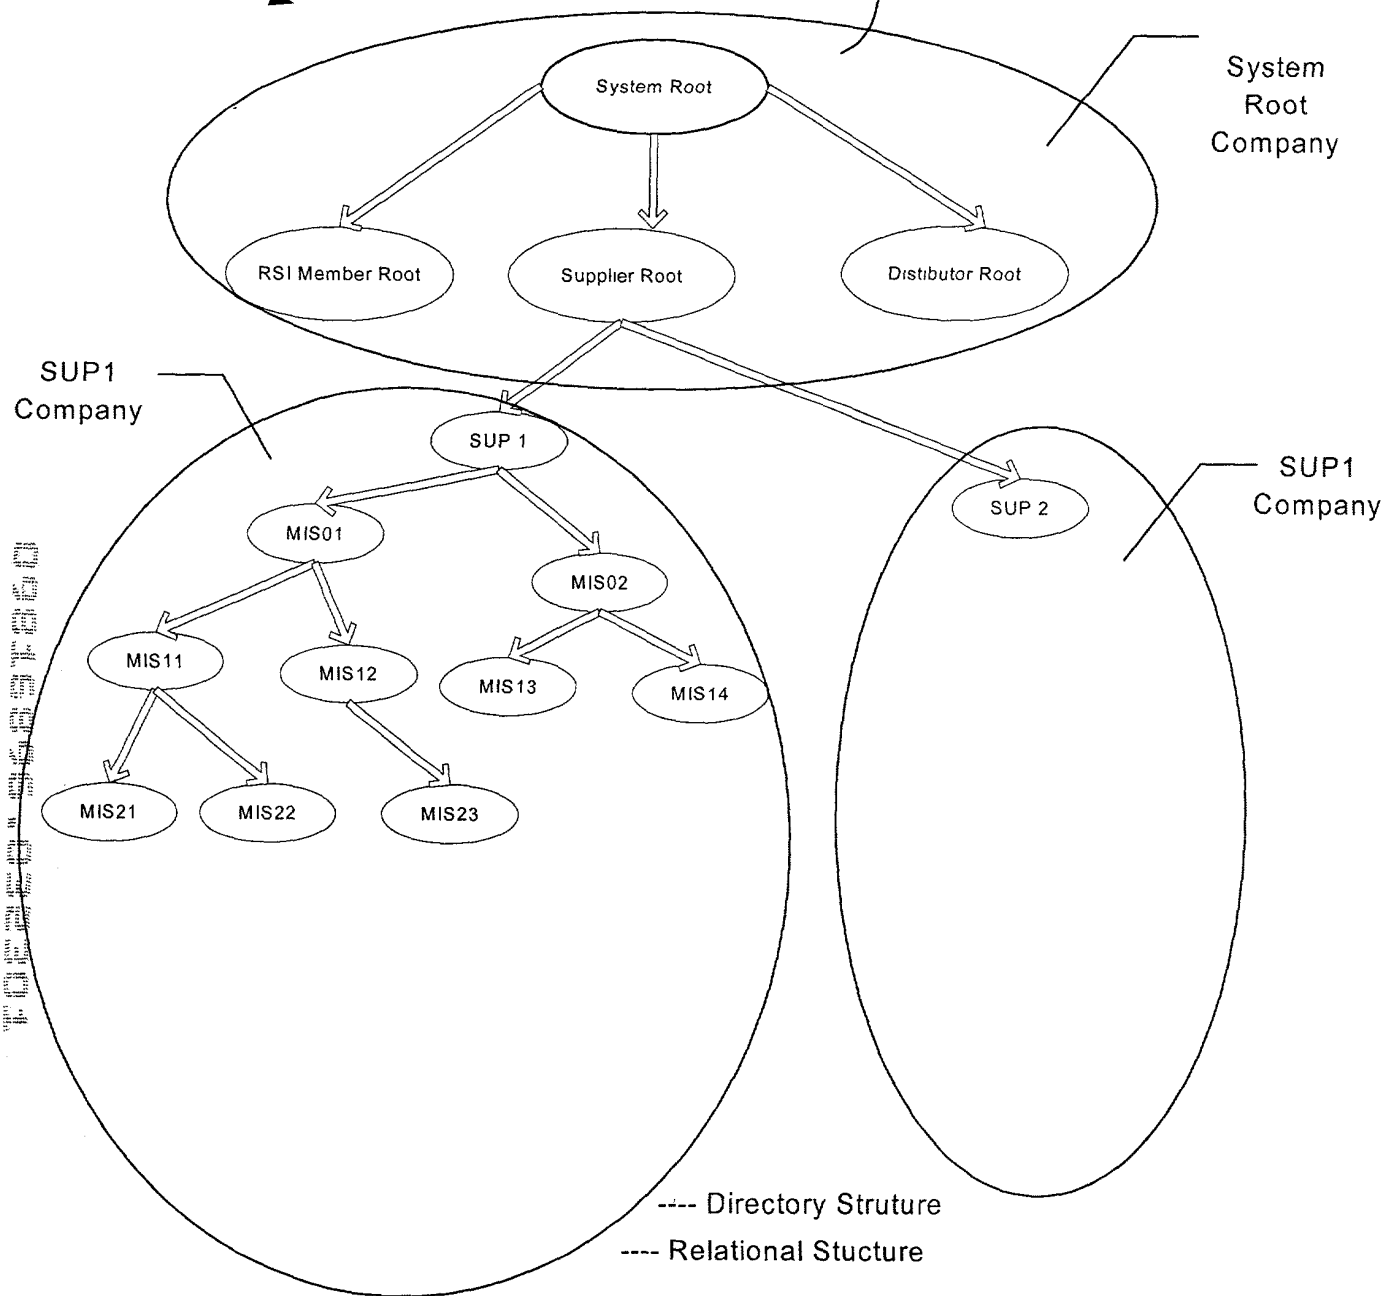 System Root
System
Root
Company
RSI Member Root
Supplier Root
Distibutor Root
SUP1
Company
SUP 1
SUP1
Company
SUP 2
MIS01
MIS02
MIS11
MIS12
MIS13
MIS14
MIS21
MIS22
MIS23
---- Directory Struture
---- Relational Stucture